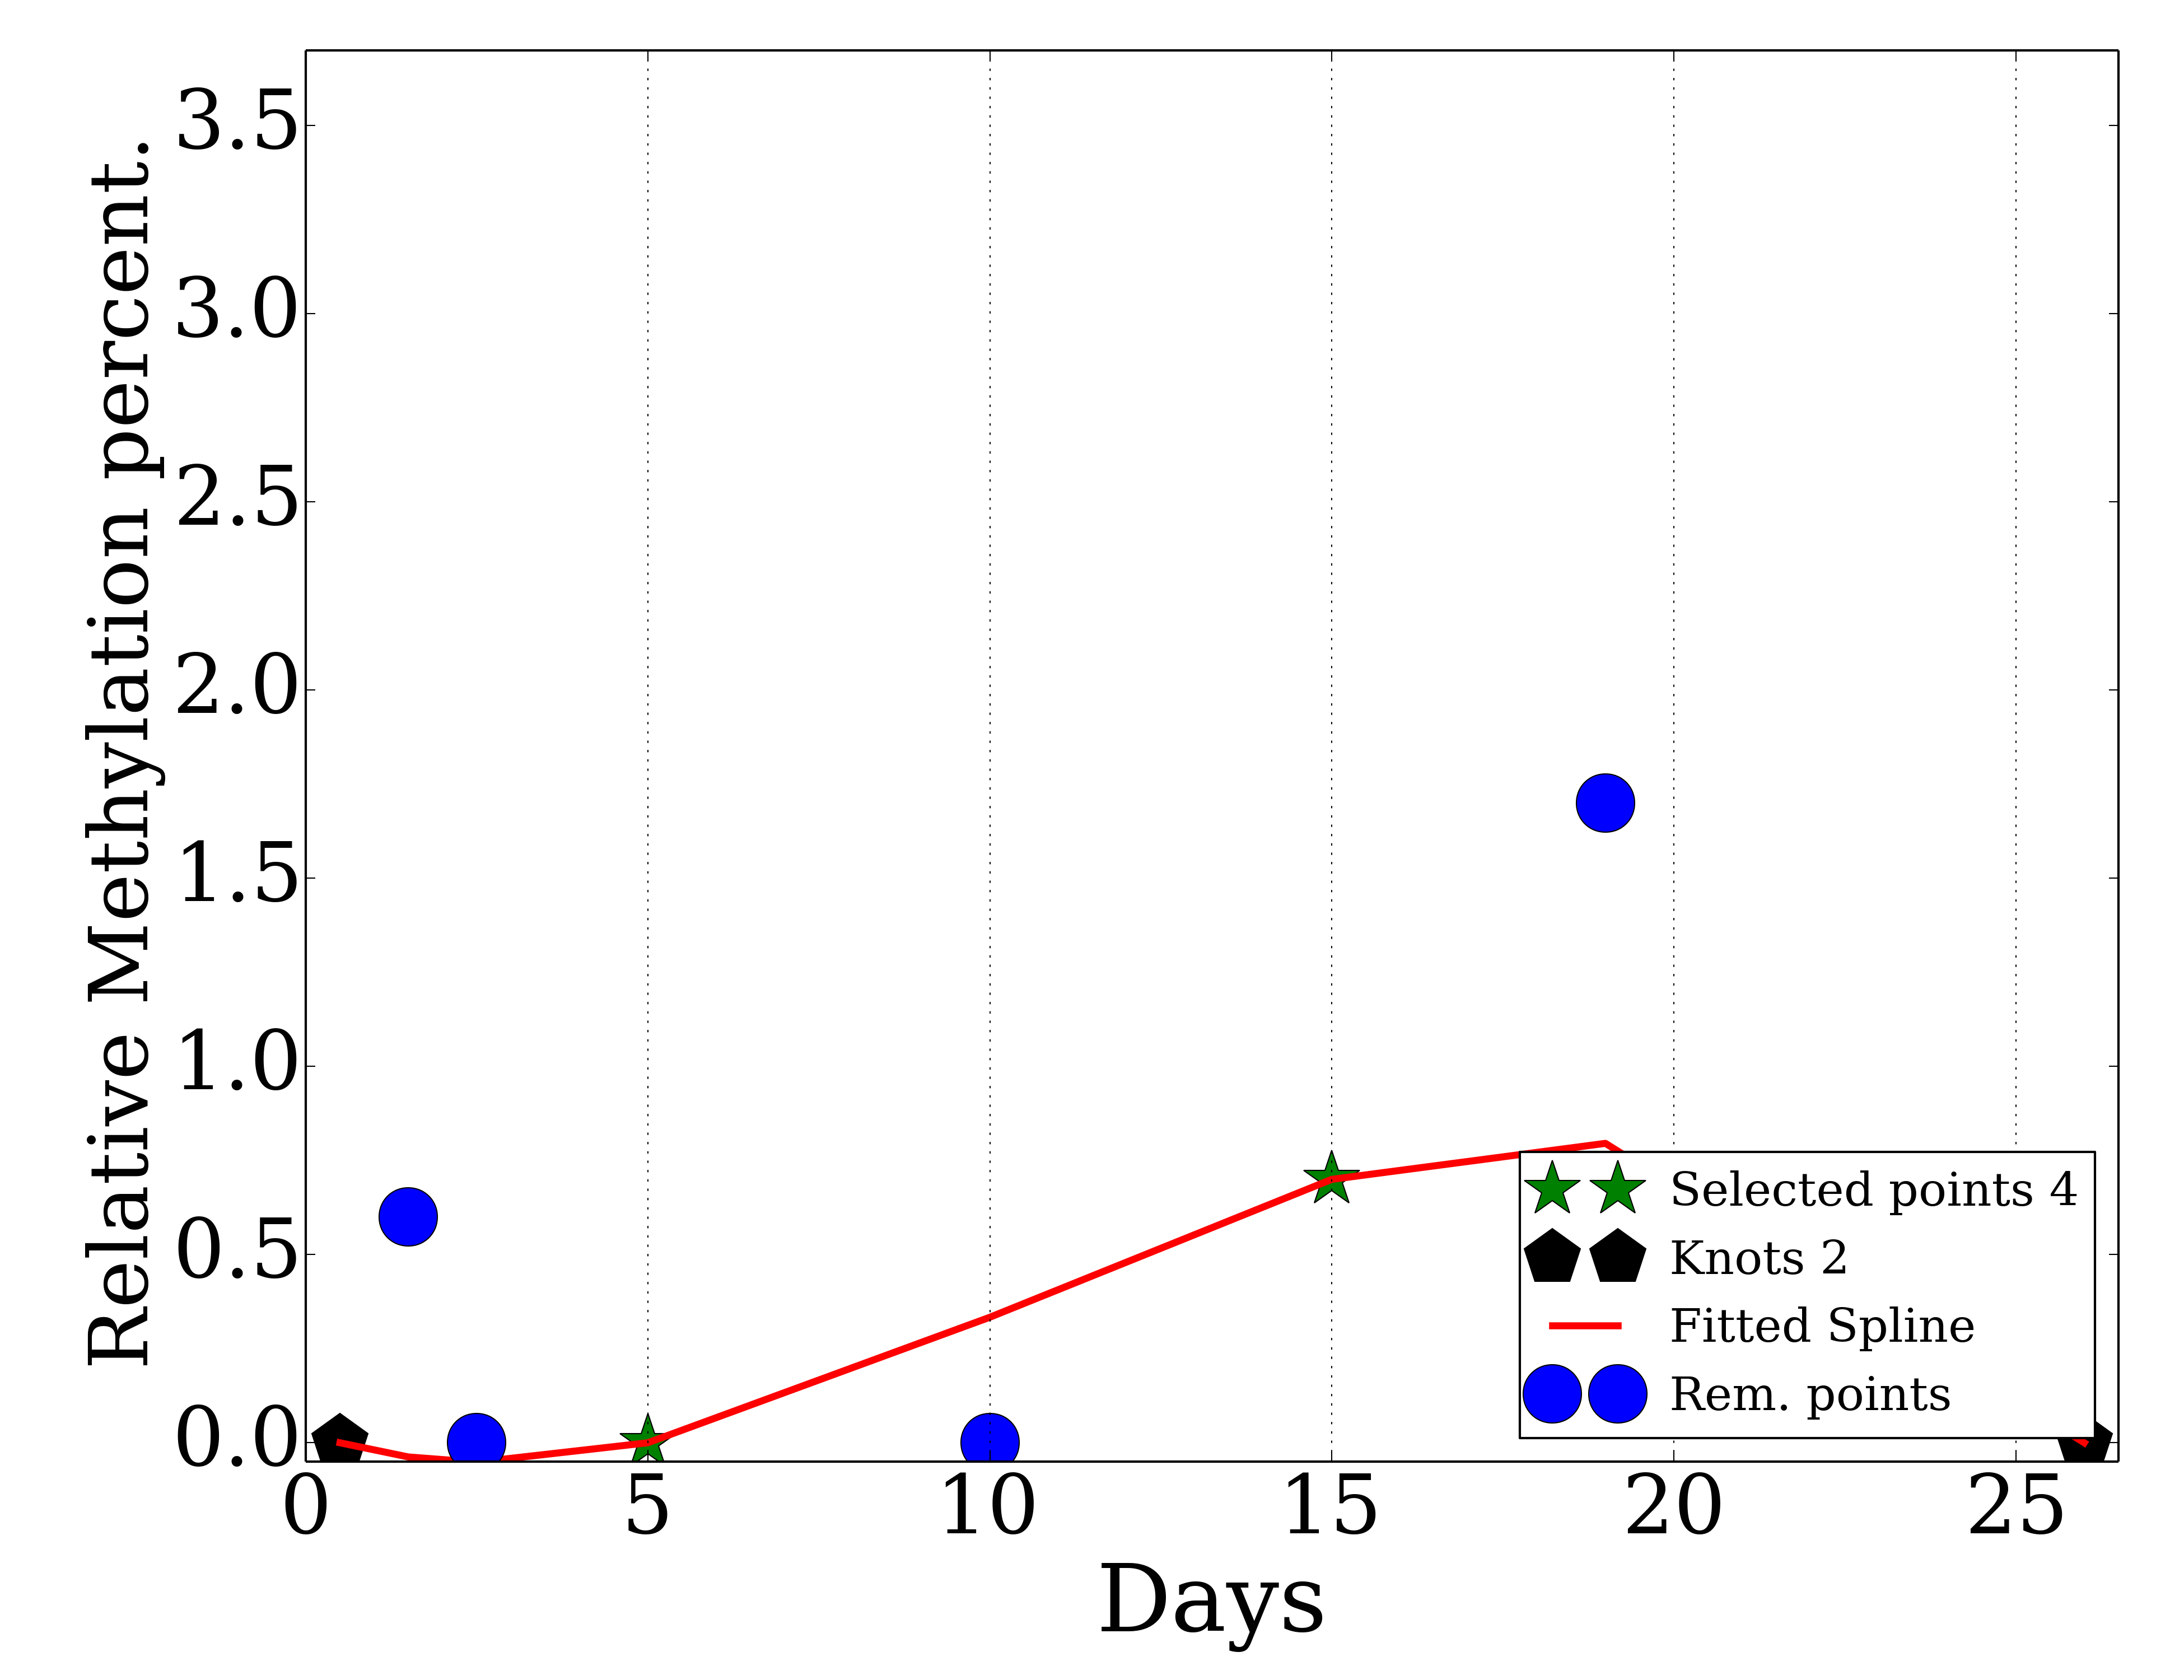 Relative Methylation percent.
3.5
3.0
2.5
2.0
1.5
1.0
0.5
0.0
0 5 10 15 20 25
Days
Selected points 4
Knots 2
Fitted Spline
Rem. points